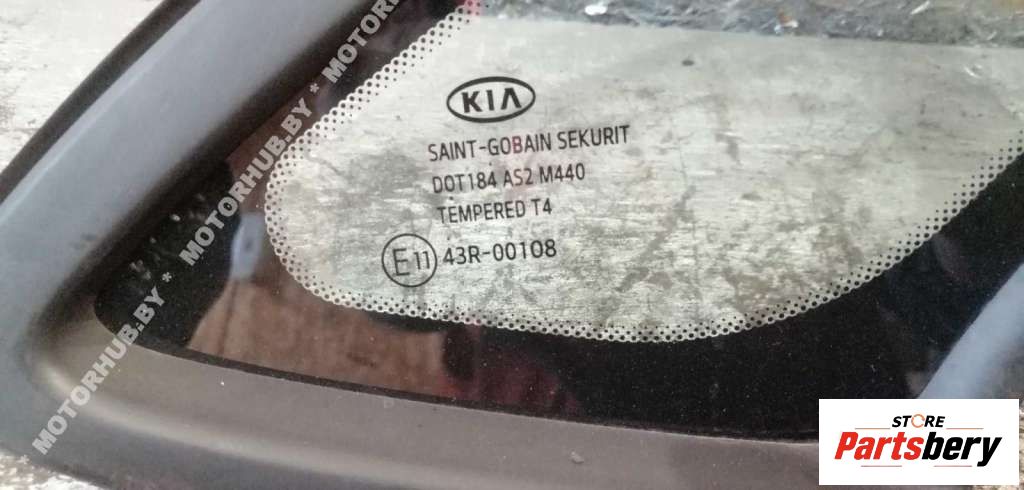 KIA
SAINT-GOBAIN SEKURIT
DOT184 AS2 M440
TEMPERED T4
E11 43R-00108
* MOTORHUB.BY * MOTORHUB.BY * MOTORHUB.BY
STORE
Partsbery